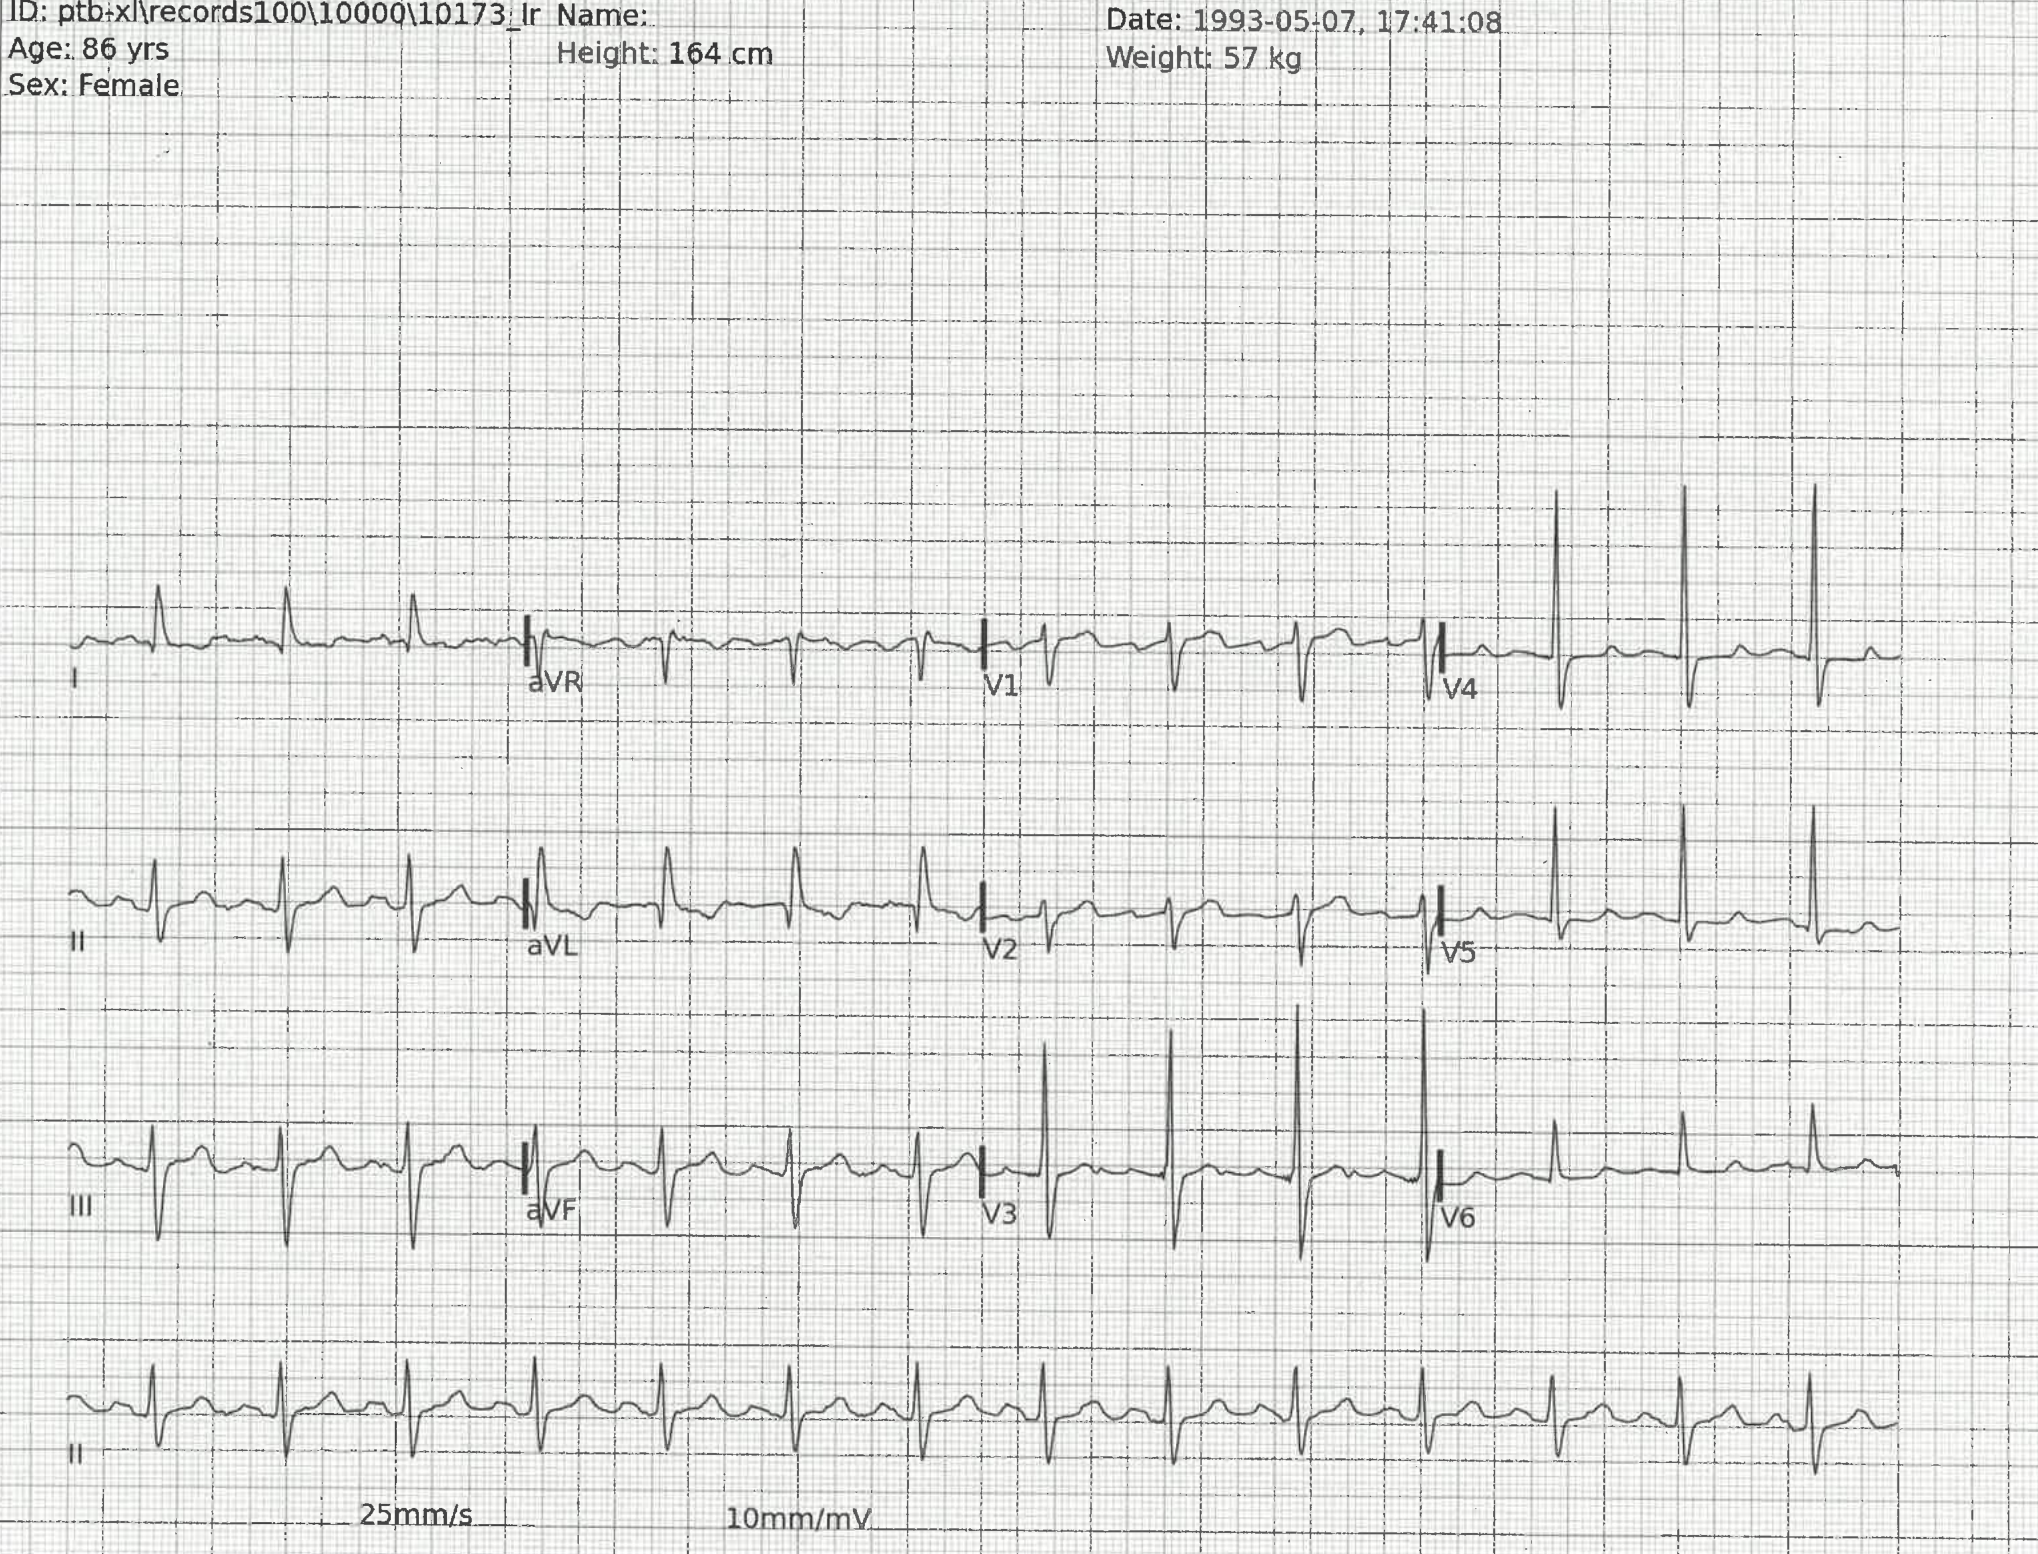 ID: ptb-xl\records100\10000\10173_lr Name:
Date: 1993-05-07, 17:41:08
Age: 86 yrs
Height: 164 cm
Weight: 57 kg
Sex: Female
I
aVR
V1
V4
II
aVL
V2
V5
III
aVF
V3
V6
II
25mm/s
10mm/mV